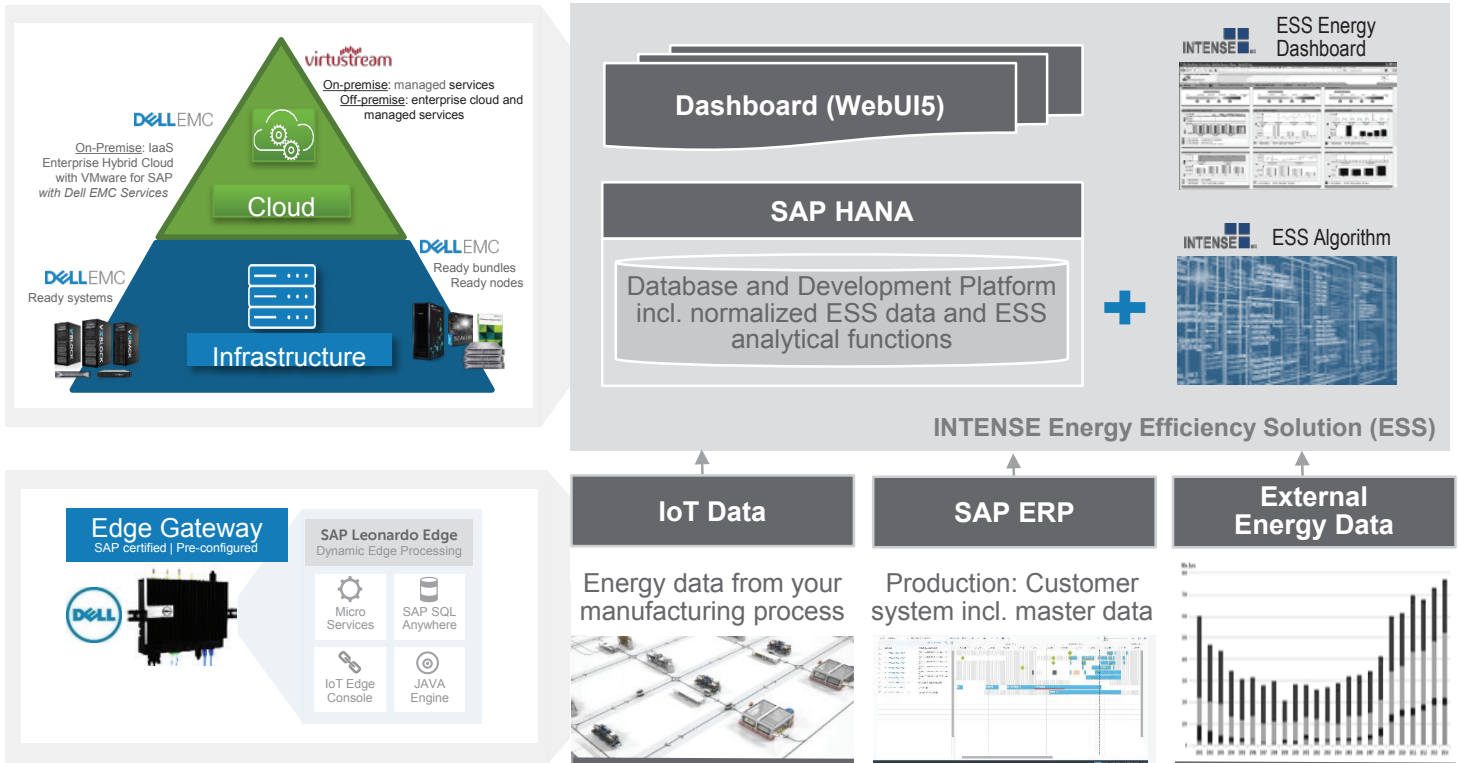 virtustream
On-premise: managed services
Off-premise: enterprise cloud and
managed services
DELLEMC
On-Premise: IaaS
Enterprise Hybrid Cloud
with VMware for SAP
with Dell EMC Services
Cloud
DELLEMC
Ready bundles
Ready nodes
DELLEMC
Ready systems
VXBLOCK
VBLOCK
VXRACK
Infrastructure
Dashboard (WebUI5)
SAP HANA
Database and Development Platform
incl. normalized ESS data and ESS
analytical functions
INTENSE
ESS Energy
Dashboard
INTENSE
ESS Algorithm
INTENSE Energy Efficiency Solution (ESS)
Edge Gateway
SAP certified | Pre-configured
DELL
SAP Leonardo Edge
Dynamic Edge Processing
Micro
Services
SAP SQL
Anywhere
IoT Edge
Console
JAVA
Engine
IoT Data
Energy data from your
manufacturing process
SAP ERP
Production: Customer
system incl. master data
External
Energy Data